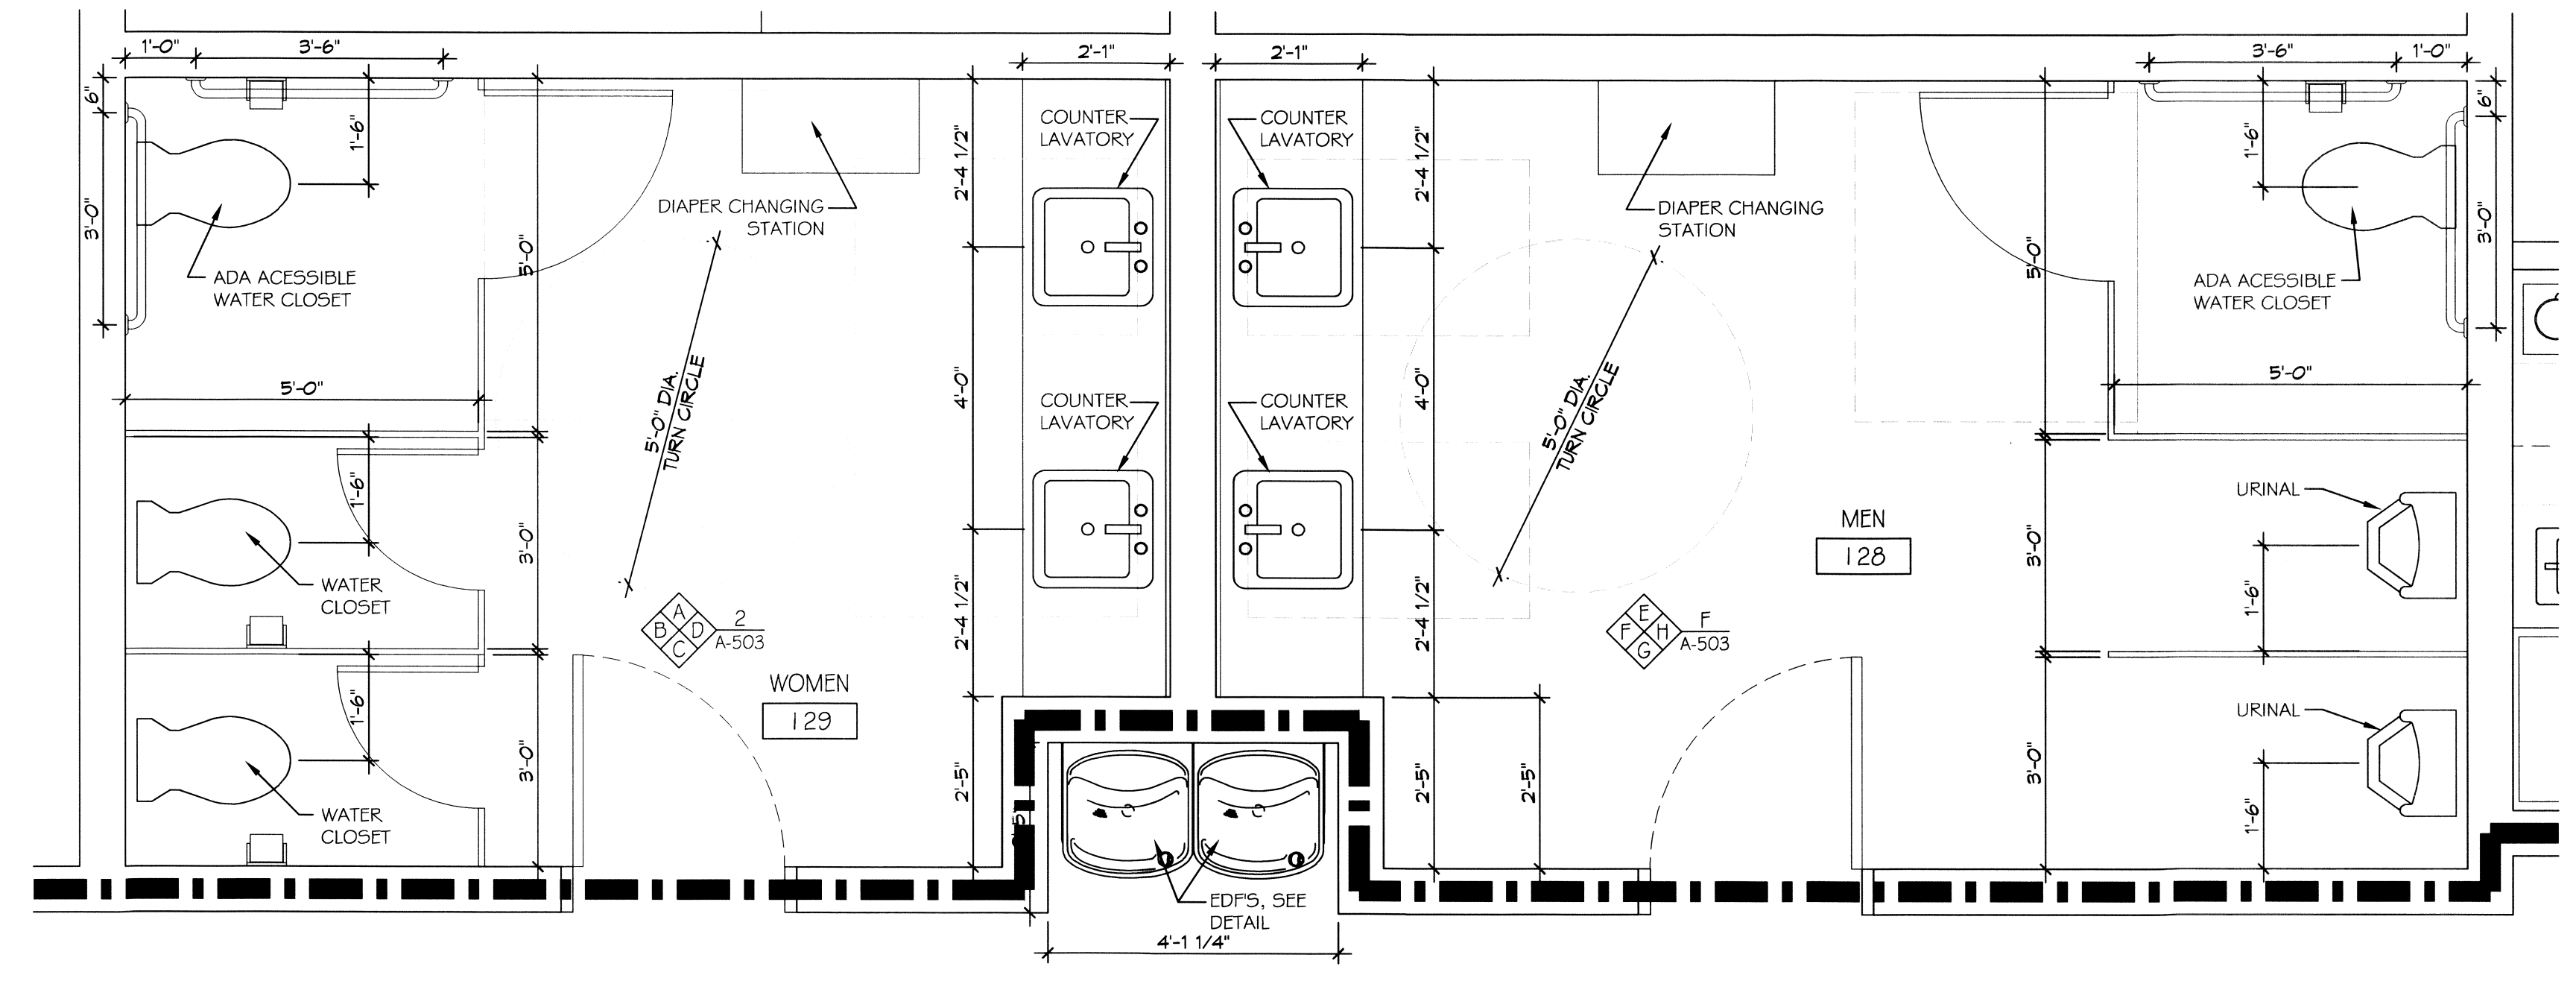 1'-0" 3'-6" 2'-1" 2'-1" 3'-6" 1'-0"
6"
1'-6"
3'-0"
ADA ACESSIBLE
WATER CLOSET
5'-0"
5'-0"
DIAPER CHANGING
STATION
5'-0" DIA.
TURN CIRCLE
2'-4 1/2"
4'-0"
2'-4 1/2"
2'-5"
COUNTER
LAVATORY
COUNTER
LAVATORY
COUNTER
LAVATORY
COUNTER
LAVATORY
2'-4 1/2"
4'-0"
2'-4 1/2"
2'-5"
2'-5"
DIAPER CHANGING
STATION
5'-0" DIA.
TURN CIRCLE
5'-0"
1'-6"
6"
3'-0"
ADA ACESSIBLE
WATER CLOSET
5'-0"
1'-6"
WATER
CLOSET
3'-0"
1'-6"
WATER
CLOSET
3'-0"
A
B D
C
2
A-503
WOMEN
129
MEN
128
E
F H
G
F
A-503
3'-0"
URINAL
1'-6"
3'-0"
URINAL
1'-6"
EDF'S, SEE
DETAIL
4'-1 1/4"